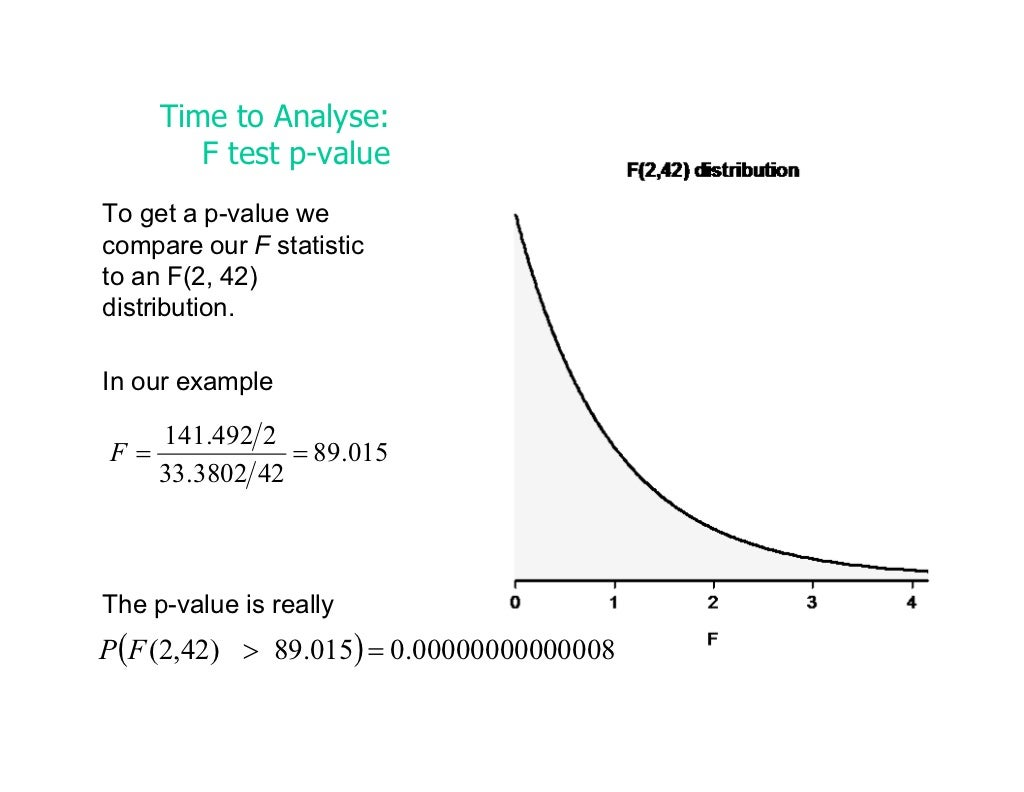 Time to Analyse:
F test p-value
F(2,42) distribution
To get a p-value we
compare our F statistic
to an F(2, 42)
distribution.
In our example
F = 141.492/2 / 33.3802/42 = 89.015
The p-value is really
P(F(2,42) > 89.015) = 0.00000000000008
0 1 2 3 4
F